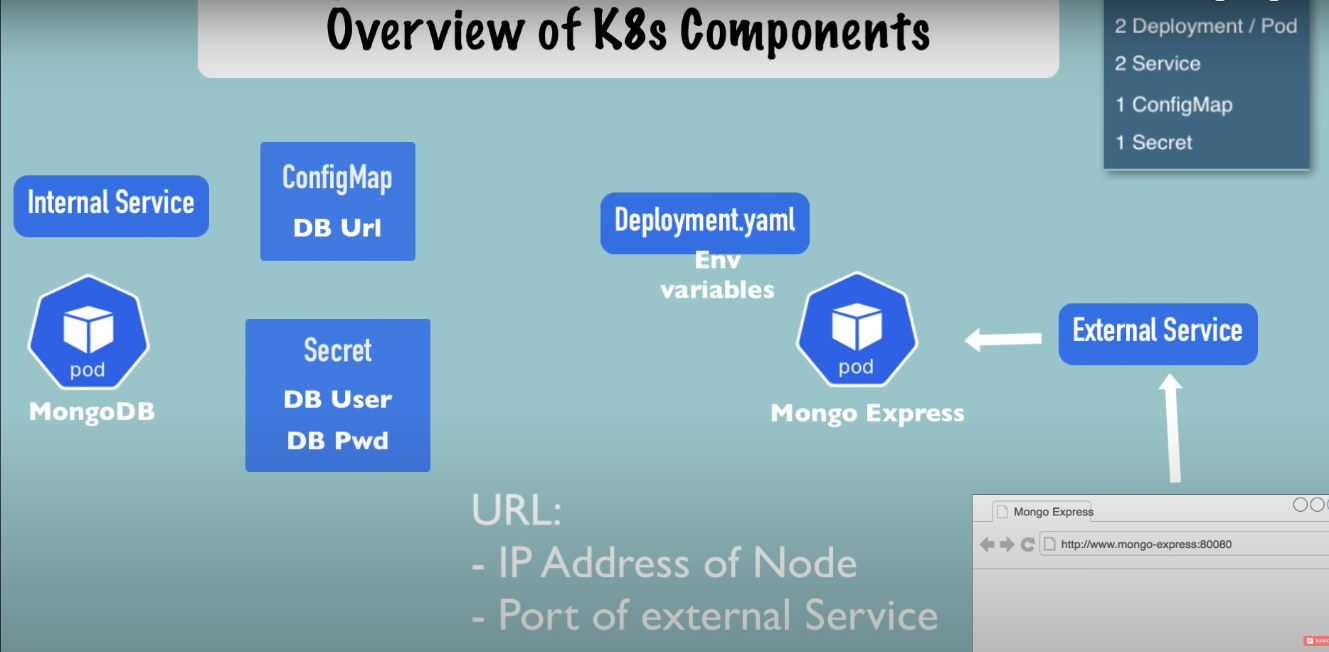 Overview of K8s Components
2 Deployment / Pod
2 Service
1 ConfigMap
1 Secret
Internal Service
pod
MongoDB
ConfigMap
DB Url
Secret
DB User
DB Pwd
Deployment.yaml
Env
variables
pod
Mongo Express
External Service
URL:
- IP Address of Node
- Port of external Service
Mongo Express
http://www.mongo-express:80080